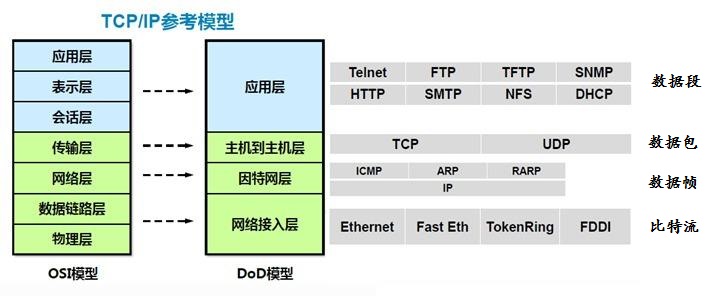 TCP/IP参考模型
应用层
表示层
会话层
传输层
网络层
数据链路层
物理层
OSI模型
应用层
主机到主机层
因特网层
网络接入层
DoD模型
Telnet FTP TFTP SNMP
HTTP SMTP NFS DHCP
数据段
TCP UDP
数据包
ICMP ARP RARP
IP
数据帧
Ethernet Fast Eth TokenRing FDDI
比特流